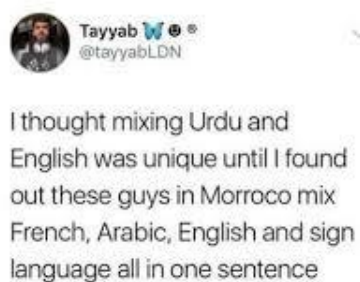 Tayyab
@tayyabLDN
I thought mixing Urdu and
English was unique until I found
out these guys in Morroco mix
French, Arabic, English and sign
language all in one sentence